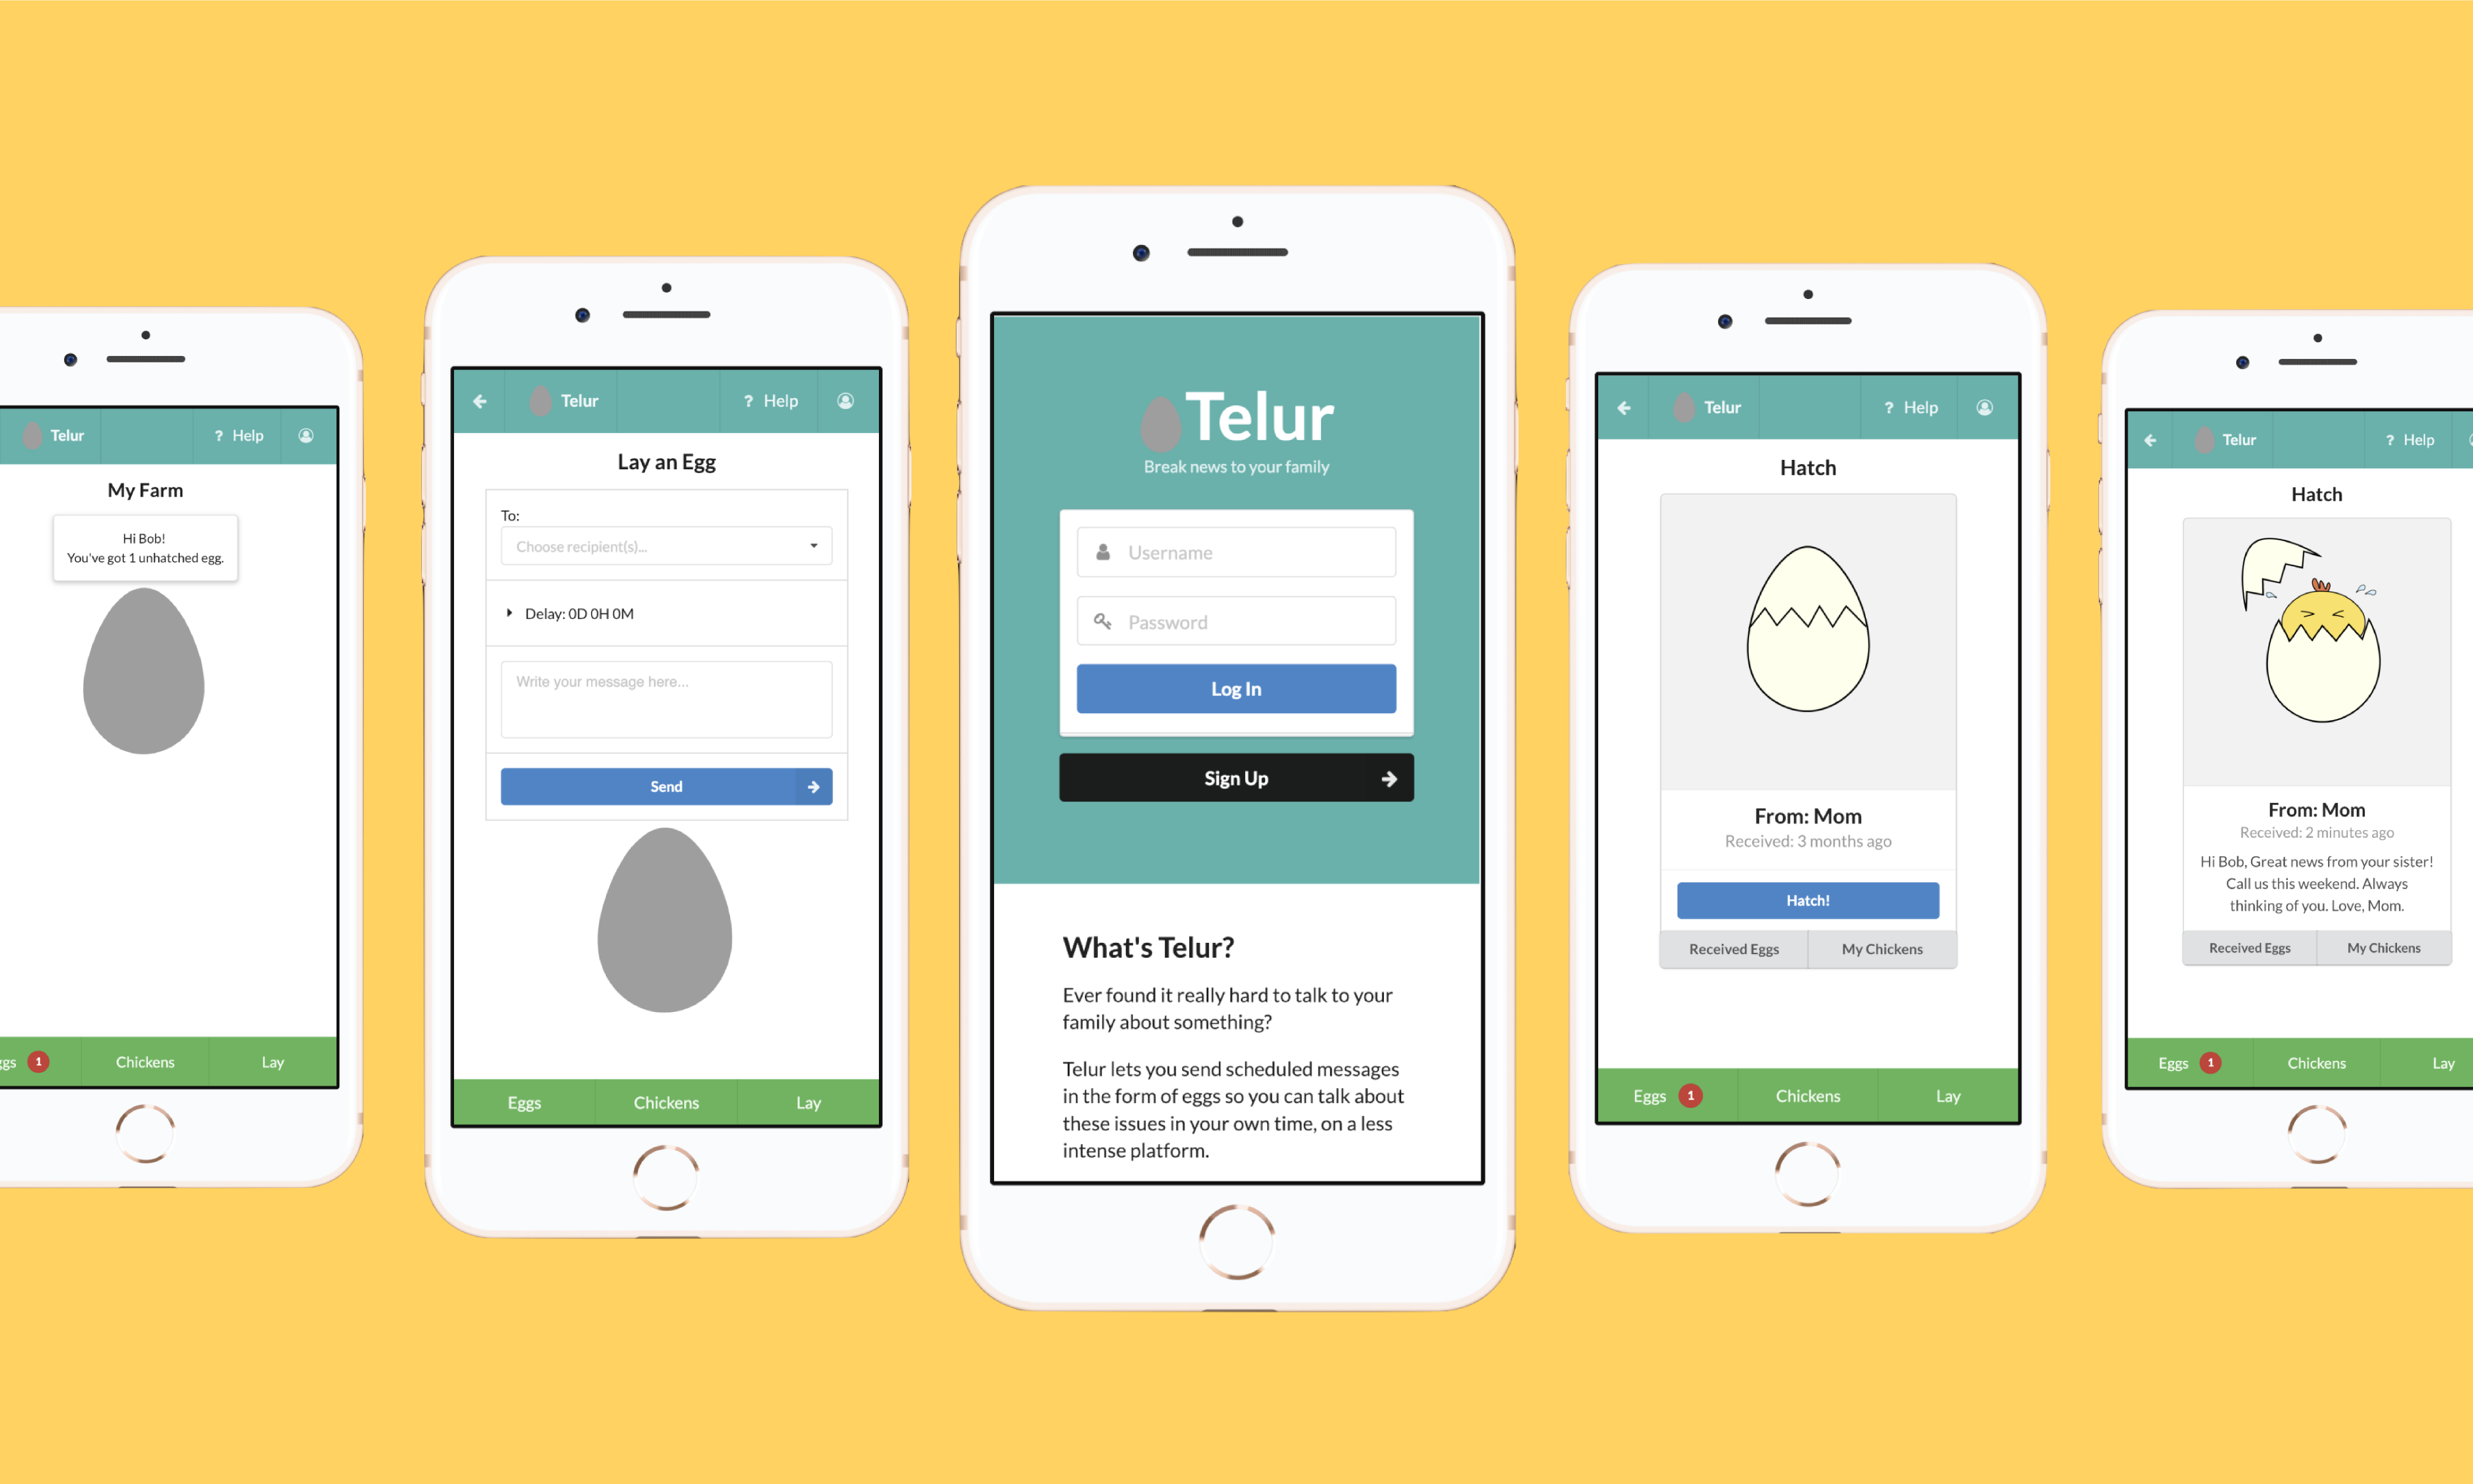 Telur
? Help
My Farm
Hi Bob!
You've got 1 unhatched egg.
1
Chickens
Lay
Telur
? Help
Lay an Egg
To:
Choose recipient(s)...
Delay: 0D 0H 0M
Write your message here...
Send
Eggs
Chickens
Lay
Telur
Break news to your family
Username
Password
Log In
Sign Up
What's Telur?
Ever found it really hard to talk to your
family about something?
Telur lets you send scheduled messages
in the form of eggs so you can talk about
these issues in your own time, on a less
intense platform.
Telur
? Help
Hatch
From: Mom
Received: 3 months ago
Hatch!
Received Eggs
My Chickens
Eggs 1
Chickens
Lay
Telur
? Help
Hatch
From: Mom
Received: 2 minutes ago
Hi Bob, Great news from your sister!
Call us this weekend. Always
thinking of you. Love, Mom.
Received Eggs
My Chickens
Eggs 1
Chickens
Lay